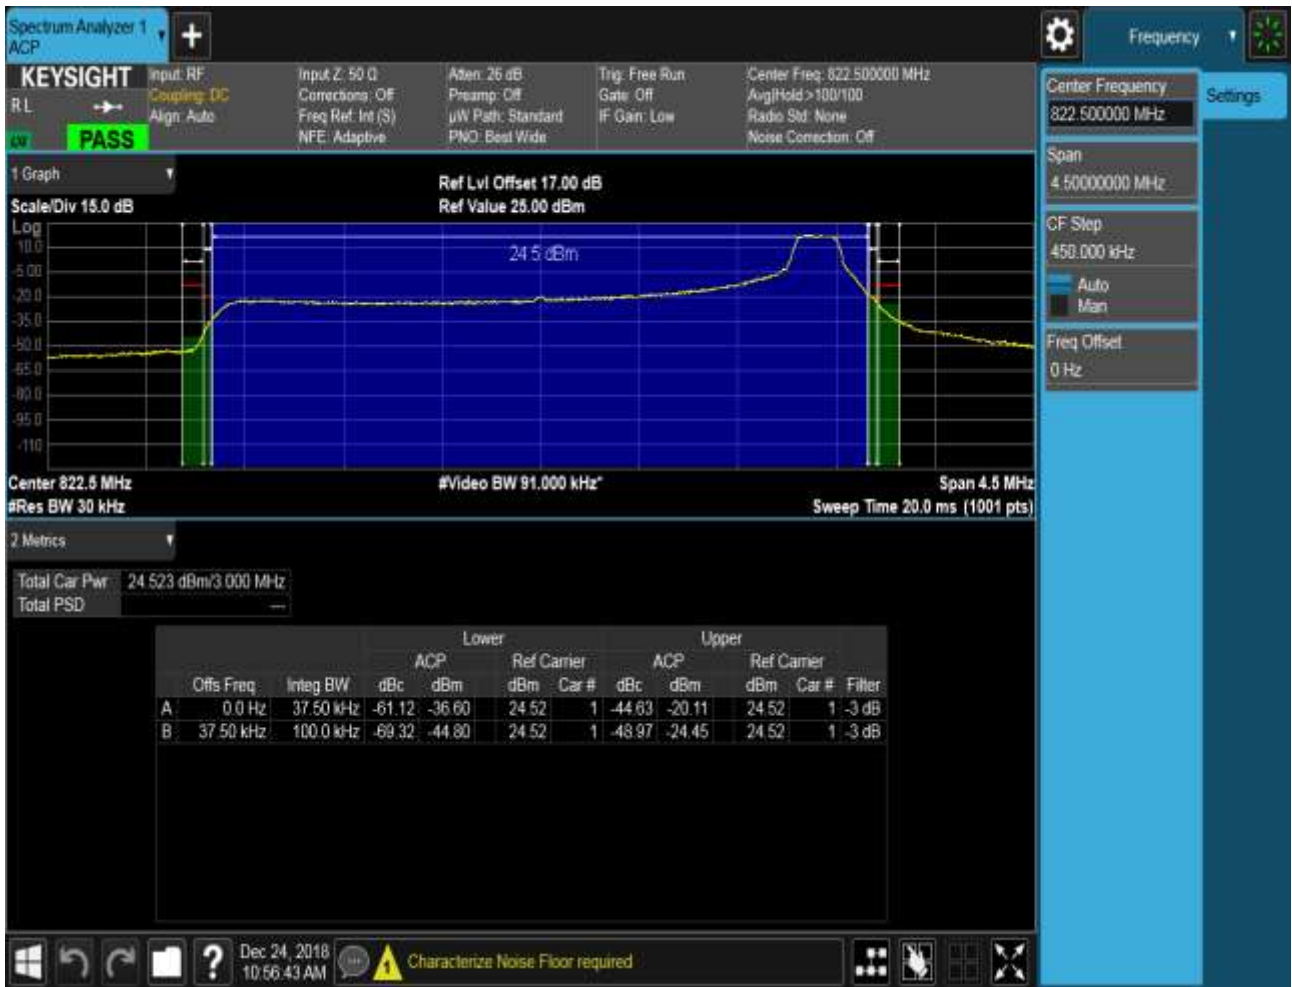 Spectrum Analyzer 1
ACP
Frequency
KEYSIGHT
R L
PASS
Input: RF
Coupling: DC
Align: Auto
Input Z: 50 Ω
Corrections: Off
Freq Ref: Int (S)
NFE: Adaptive
Atten: 26 dB
Preamp: Off
µW Path: Standard
PNO: Best Wide
Trig: Free Run
Gate: Off
IF Gain: Low
Center Freq: 822.500000 MHz
Avg|Hold:>100/100
Radio Std: None
Noise Correction: Off
Center Frequency
822.500000 MHz
Settings
Span
4.50000000 MHz
CF Step
450.000 kHz
Auto
Man
Freq Offset
0 Hz
1 Graph
Scale/Div 15.0 dB
Ref Lvl Offset 17.00 dB
Ref Value 25.00 dBm
Log
10.0
-5.00
-20.0
-35.0
-50.0
-65.0
-80.0
-95.0
-110
24.5 dBm
Center 822.5 MHz
#Video BW 91.000 kHz*
Span 4.5 MHz
#Res BW 30 kHz
Sweep Time 20.0 ms (1001 pts)
2 Metrics
Total Car Pwr 24.523 dBm/3.000 MHz
Total PSD ---
Lower Upper
ACP Ref Carrier ACP Ref Carrier
Offs Freq Integ BW dBc dBm dBm Car # dBc dBm dBm Car # Filter
A 0.0 Hz 37.50 kHz -61.12 -36.60 24.52 1 -44.63 -20.11 24.52 1 -3 dB
B 37.50 kHz 100.0 kHz -69.32 -44.80 24.52 1 -48.97 -24.45 24.52 1 -3 dB
Dec 24, 2018
10:56:43 AM
1
Characterize Noise Floor required